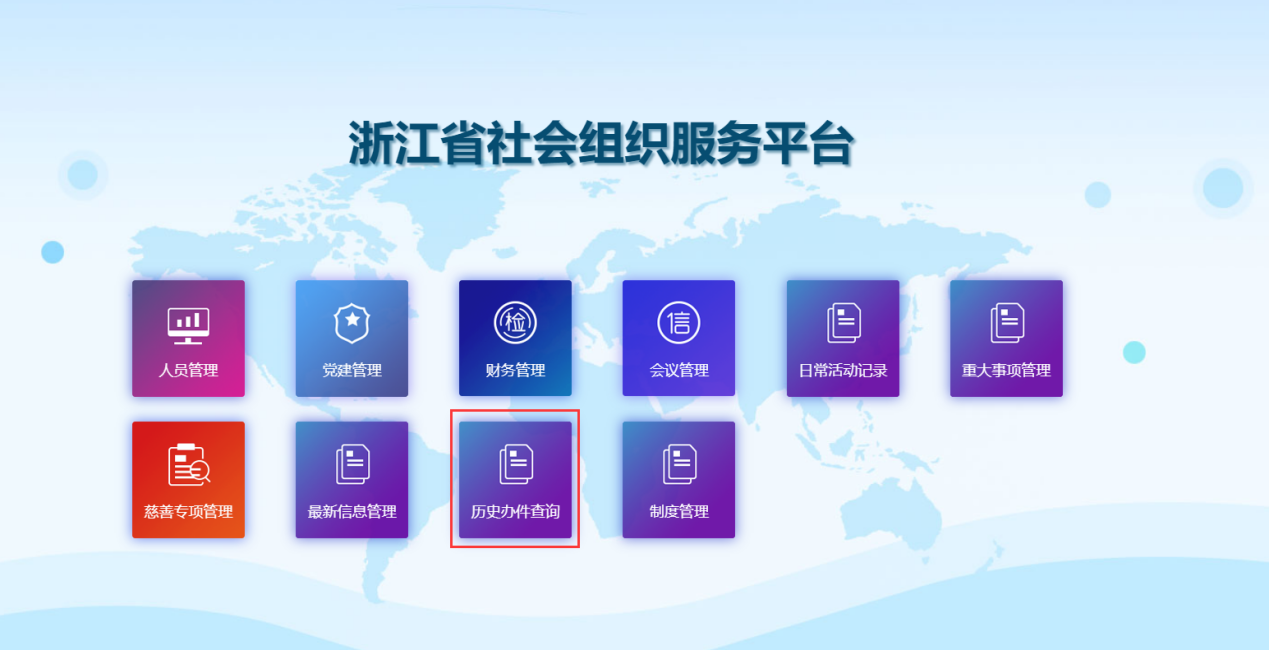 浙江省社会组织服务平台
检
信
人员管理
党建管理
财务管理
会议管理
日常活动记录
重大事项管理
慈善专项管理
最新信息管理
历史办件查询
制度管理